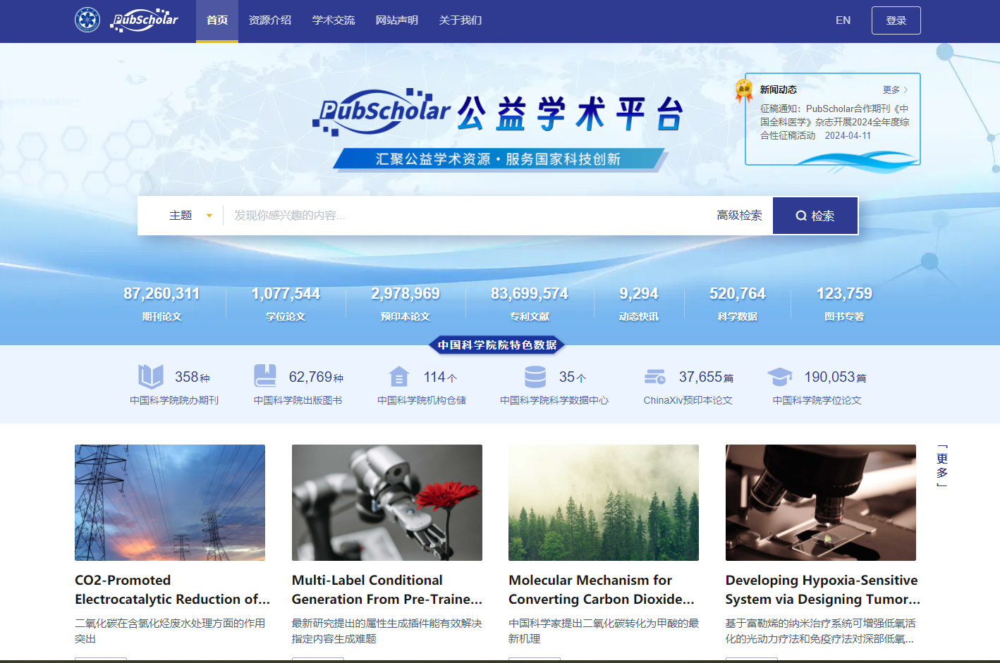 PubScholar
首页
资源介绍
学术交流
网站声明
关于我们
EN
登录
PubScholar 公益学术平台
汇聚公益学术资源·服务国家科技创新
最新
新闻动态
更多
征稿通知：PubScholar合作期刊《中
国全科医学》杂志开展2024全年度综
合性征稿活动 2024-04-11
主题
发现你感兴趣的内容...
高级检索
检索
87,260,311
期刊论文
1,077,544
学位论文
2,978,969
预印本论文
83,699,574
专利文献
9,294
动态快讯
520,764
科学数据
123,759
图书专著
中国科学院院特色数据
358种
中国科学院院办期刊
62,769种
中国科学院出版图书
114个
中国科学院机构仓储
35个
中国科学院科学数据中心
37,655篇
ChinaXiv预印本论文
190,053篇
中国科学院学位论文
「更多」
CO2-Promoted
Electrocatalytic Reduction of...
二氧化碳在含氯化烃废水处理方面的作用
突出
Multi-Label Conditional
Generation From Pre-Traine...
最新研究提出的属性生成插件能有效解决
指定内容生成难题
Molecular Mechanism for
Converting Carbon Dioxide...
中国科学家提出二氧化碳转化为甲酸的最
新机理
Developing Hypoxia-Sensitive
System via Designing Tumor...
基于富勒烯的纳米治疗系统可增强低氧活
化的光动力疗法和免疫疗法对深部低氧...